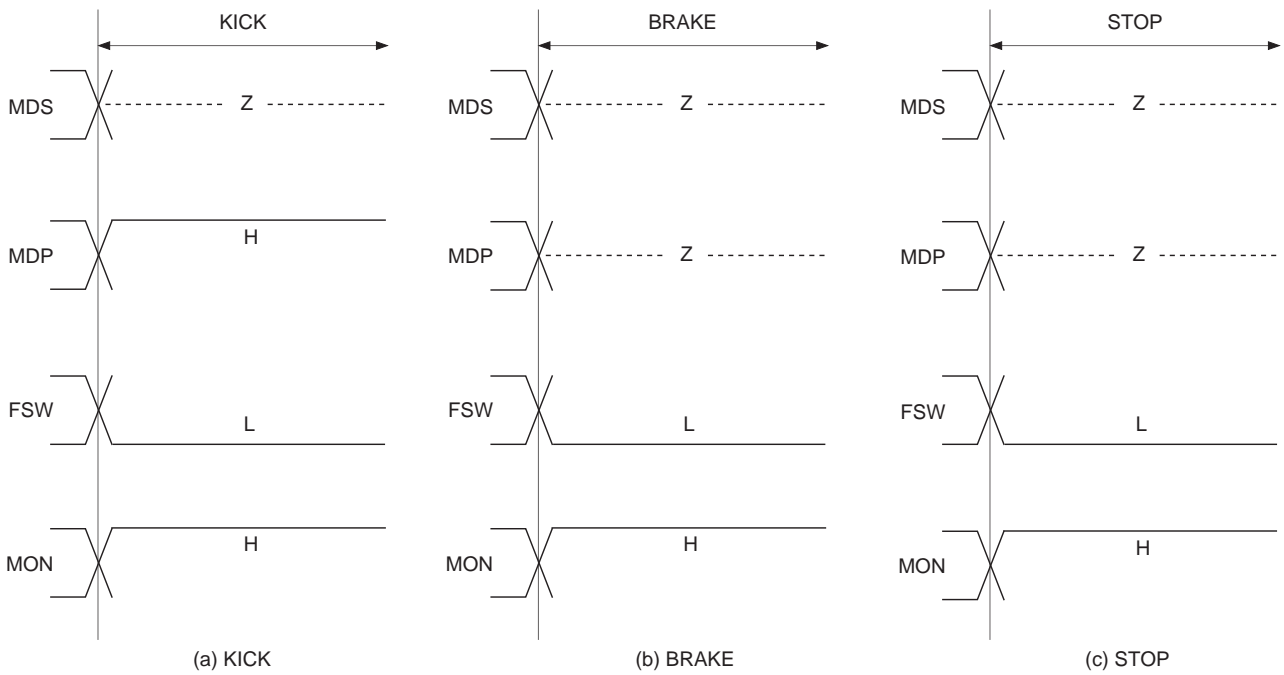 KICK
MDS
Z
MDP
H
FSW
L
MON
H
(a) KICK
BRAKE
MDS
Z
MDP
Z
FSW
L
MON
H
(b) BRAKE
STOP
MDS
Z
MDP
Z
FSW
L
MON
H
(c) STOP